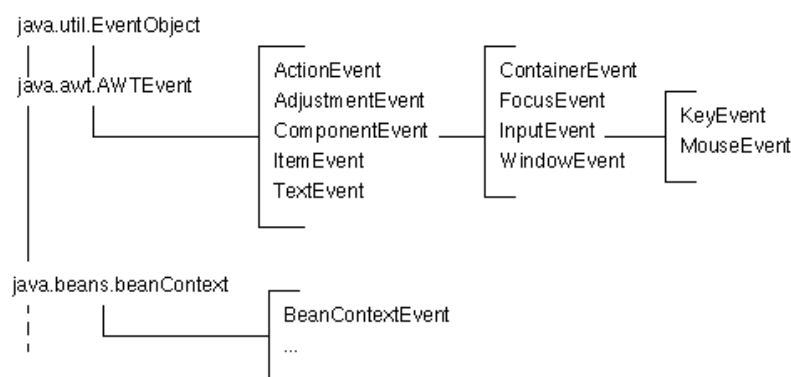 java.util.EventObject
java.awt.AWTEvent
ActionEvent
AdjustmentEvent
ComponentEvent
ItemEvent
TextEvent
ContainerEvent
FocusEvent
InputEvent
WindowEvent
KeyEvent
MouseEvent
java.beans.beanContext
BeanContextEvent
...